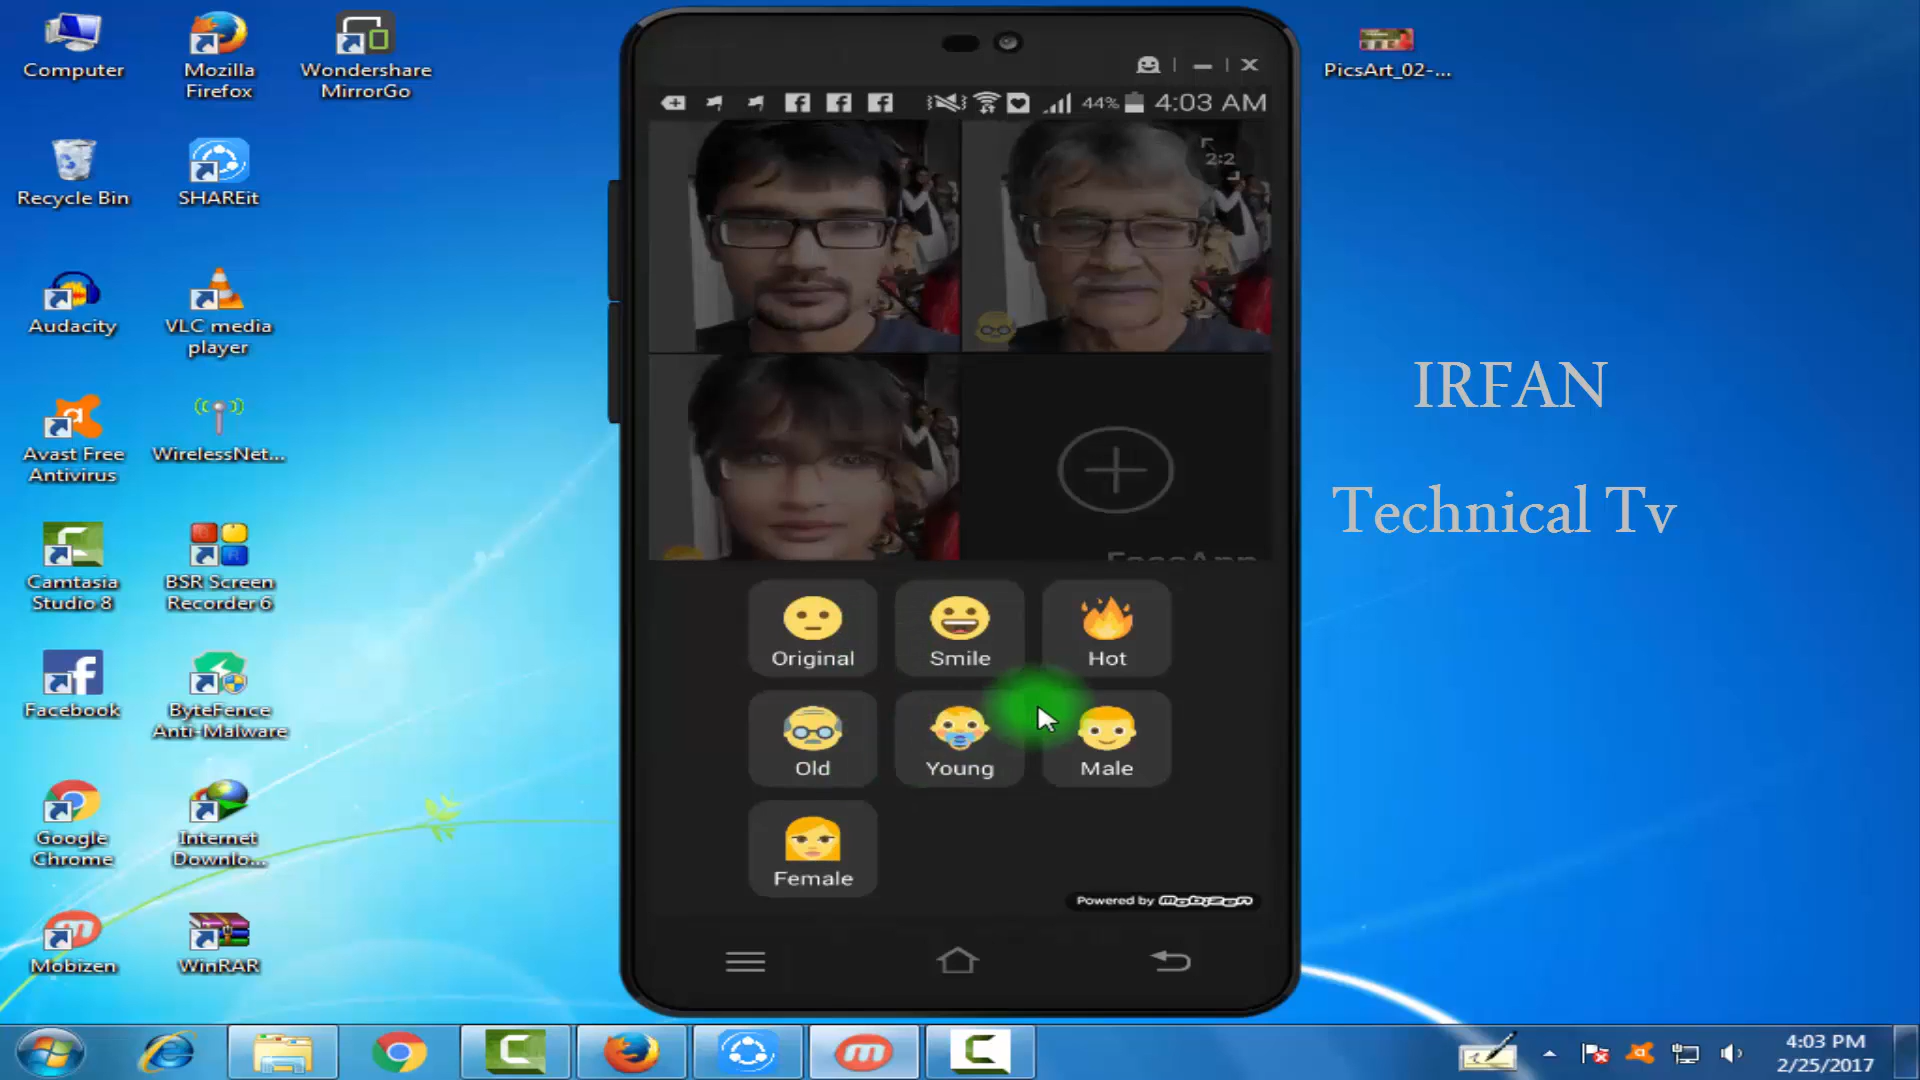 Computer
Mozilla
Firefox
Wondershare
MirrorGo
PicsArt_02-...
44%
4:03 AM
2:2
Recycle Bin
SHAREit
Audacity
VLC media
player
IRFAN
Technical Tv
Avast Free
Antivirus
WirelessNet...
FaceApp
Camtasia
Studio 8
BSR Screen
Recorder 6
Original
Smile
Hot
Facebook
ByteFence
Anti-Malware
Old
Young
Male
Google
Chrome
Internet
Downlo...
Female
Powered by Mobizen
Mobizen
WinRAR
4:03 PM
2/25/2017